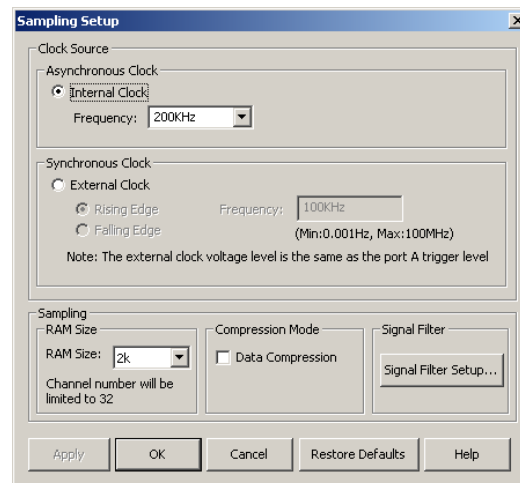 Sampling Setup
Clock Source
Asynchronous Clock
Internal Clock
Frequency: 200KHz
Synchronous Clock
External Clock
Rising Edge Frequency: 100KHz
Falling Edge (Min:0.001Hz, Max:100MHz)
Note: The external clock voltage level is the same as the port A trigger level
Sampling
RAM Size Compression Mode Signal Filter
RAM Size: 2k Data Compression Signal Filter Setup...
Channel number will be
limited to 32
Apply OK Cancel Restore Defaults Help